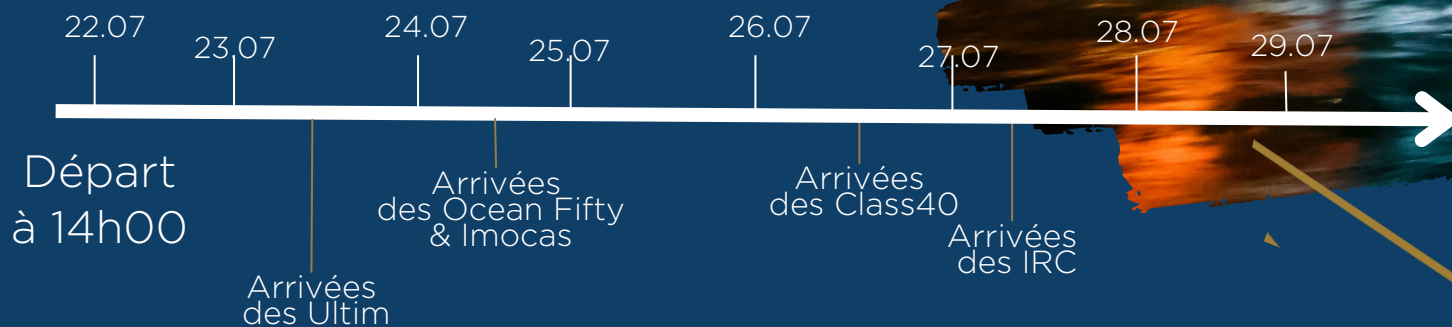 22.07
23.07
24.07
25.07
26.07
27.07
28.07
29.07
Départ
à 14h00
Arrivées
des Ultim
Arrivées
des Ocean Fifty
& Imocas
Arrivées
des Class40
Arrivées
des IRC